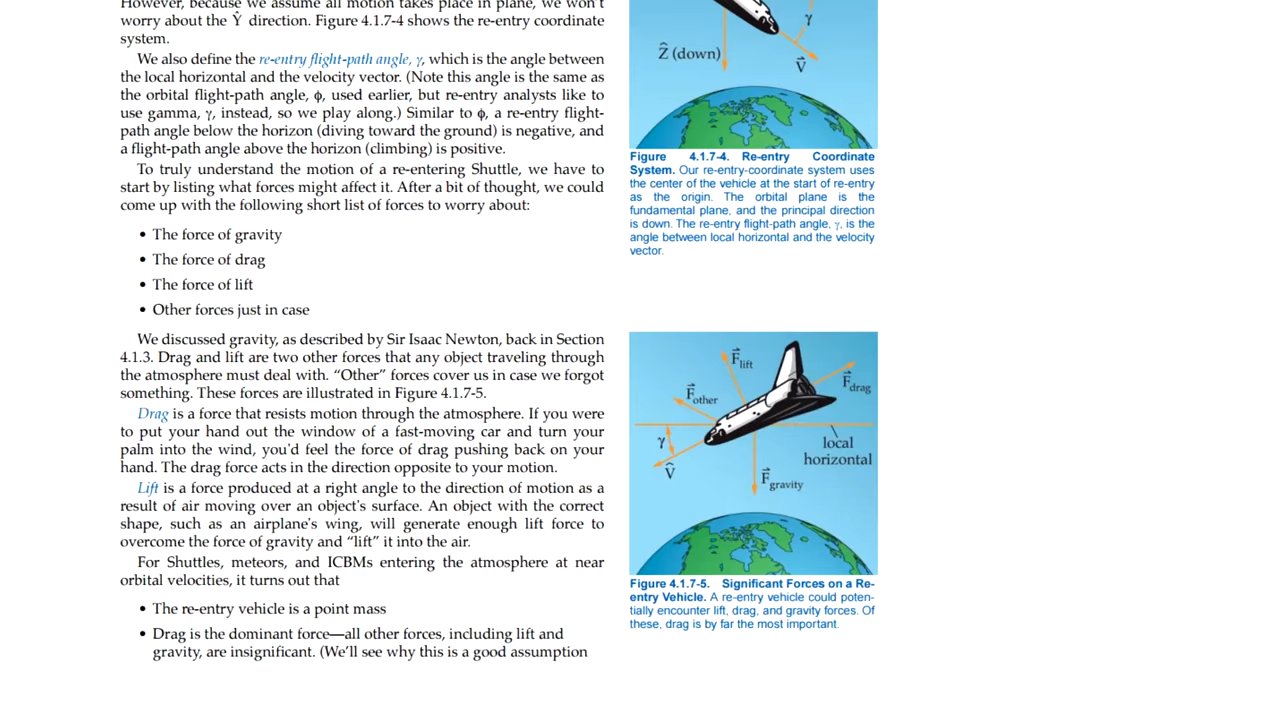 However, because we assume all motion takes place in plane, we won't
worry about the Ŷ direction. Figure 4.1.7-4 shows the re-entry coordinate
system.
We also define the re-entry flight-path angle, γ, which is the angle between
the local horizontal and the velocity vector. (Note this angle is the same as
the orbital flight-path angle, ϕ, used earlier, but re-entry analysts like to
use gamma, γ, instead, so we play along.) Similar to ϕ, a re-entry flight-
path angle below the horizon (diving toward the ground) is negative, and
a flight-path angle above the horizon (climbing) is positive.
To truly understand the motion of a re-entering Shuttle, we have to
start by listing what forces might affect it. After a bit of thought, we could
come up with the following short list of forces to worry about:
• The force of gravity
• The force of drag
• The force of lift
• Other forces just in case
We discussed gravity, as described by Sir Isaac Newton, back in Section
4.1.3. Drag and lift are two other forces that any object traveling through
the atmosphere must deal with. “Other” forces cover us in case we forgot
something. These forces are illustrated in Figure 4.1.7-5.
Drag is a force that resists motion through the atmosphere. If you were
to put your hand out the window of a fast-moving car and turn your
palm into the wind, you'd feel the force of drag pushing back on your
hand. The drag force acts in the direction opposite to your motion.
Lift is a force produced at a right angle to the direction of motion as a
result of air moving over an object's surface. An object with the correct
shape, such as an airplane's wing, will generate enough lift force to
overcome the force of gravity and “lift” it into the air.
For Shuttles, meteors, and ICBMs entering the atmosphere at near
orbital velocities, it turns out that
• The re-entry vehicle is a point mass
• Drag is the dominant force—all other forces, including lift and
gravity, are insignificant. (We'll see why this is a good assumption
γ
Ẑ (down)
V⃗
Figure 4.1.7-4. Re-entry Coordinate
System. Our re-entry-coordinate system uses
the center of the vehicle at the start of re-entry
as the origin. The orbital plane is the
fundamental plane, and the principal direction
is down. The re-entry flight-path angle, γ, is the
angle between local horizontal and the velocity
vector.
F⃗ lift
F⃗ drag
F⃗ other
γ
local
horizontal
V̂
F⃗ gravity
Figure 4.1.7-5. Significant Forces on a Re-
entry Vehicle. A re-entry vehicle could poten-
tially encounter lift, drag, and gravity forces. Of
these, drag is by far the most important.